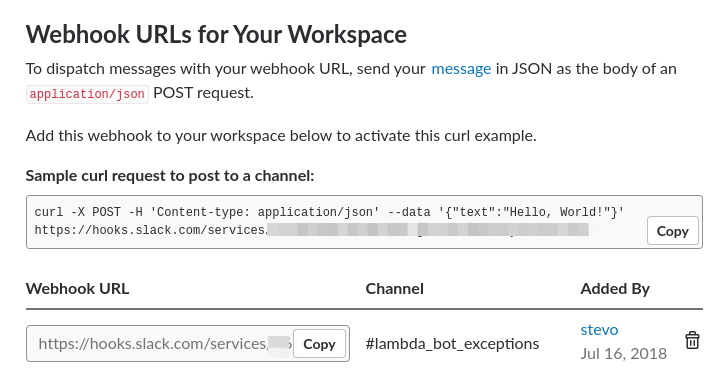 Webhook URLs for Your Workspace
To dispatch messages with your webhook URL, send your message in JSON as the body of an
application/json POST request.
Add this webhook to your workspace below to activate this curl example.
Sample curl request to post to a channel:
curl -X POST -H 'Content-type: application/json' --data '{"text":"Hello, World!"}'
https://hooks.slack.com/services/
Copy
Webhook URL Channel Added By
https://hooks.slack.com/services/ Copy #lambda_bot_exceptions stevo
Jul 16, 2018